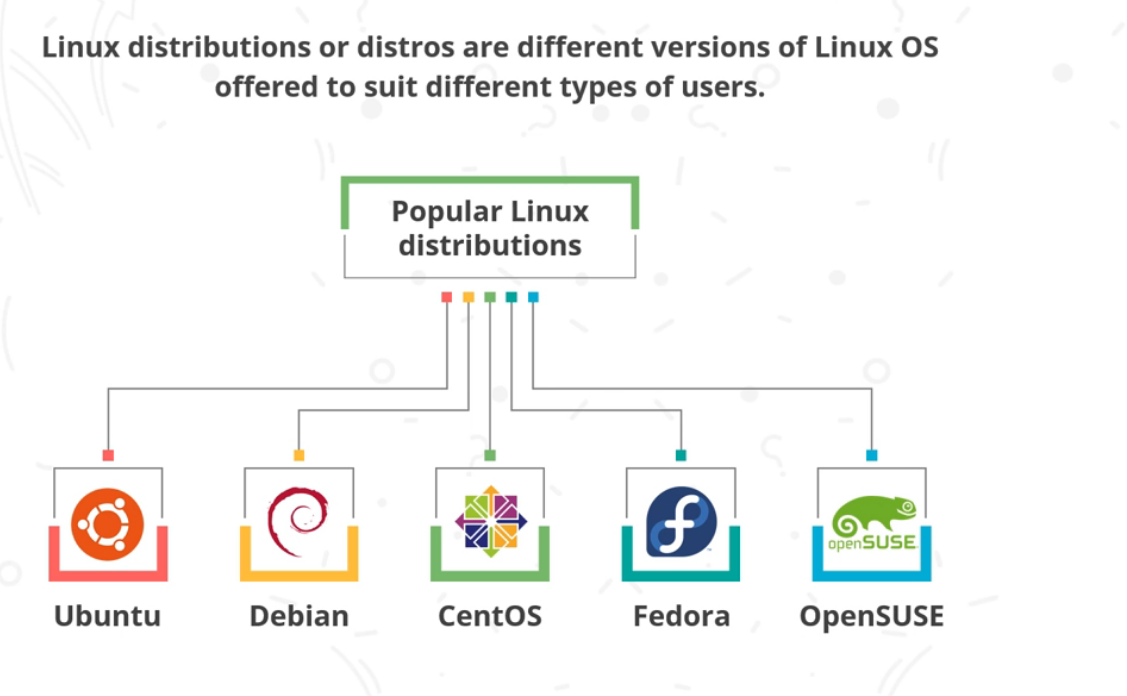 Linux distributions or distros are different versions of Linux OS
offered to suit different types of users.
Popular Linux
distributions
openSUSE
Ubuntu
Debian
CentOS
Fedora
OpenSUSE